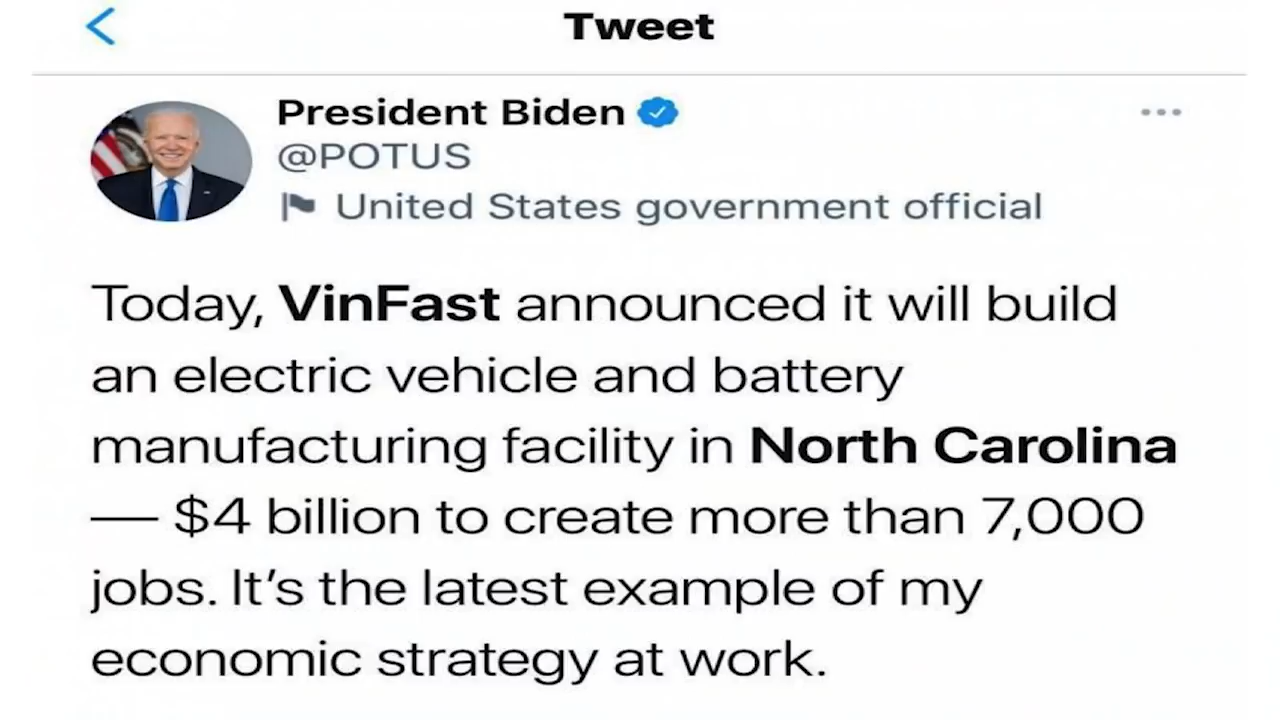 Tweet
President Biden
@POTUS
United States government official
Today, VinFast announced it will build
an electric vehicle and battery
manufacturing facility in North Carolina
— $4 billion to create more than 7,000
jobs. It’s the latest example of my
economic strategy at work.